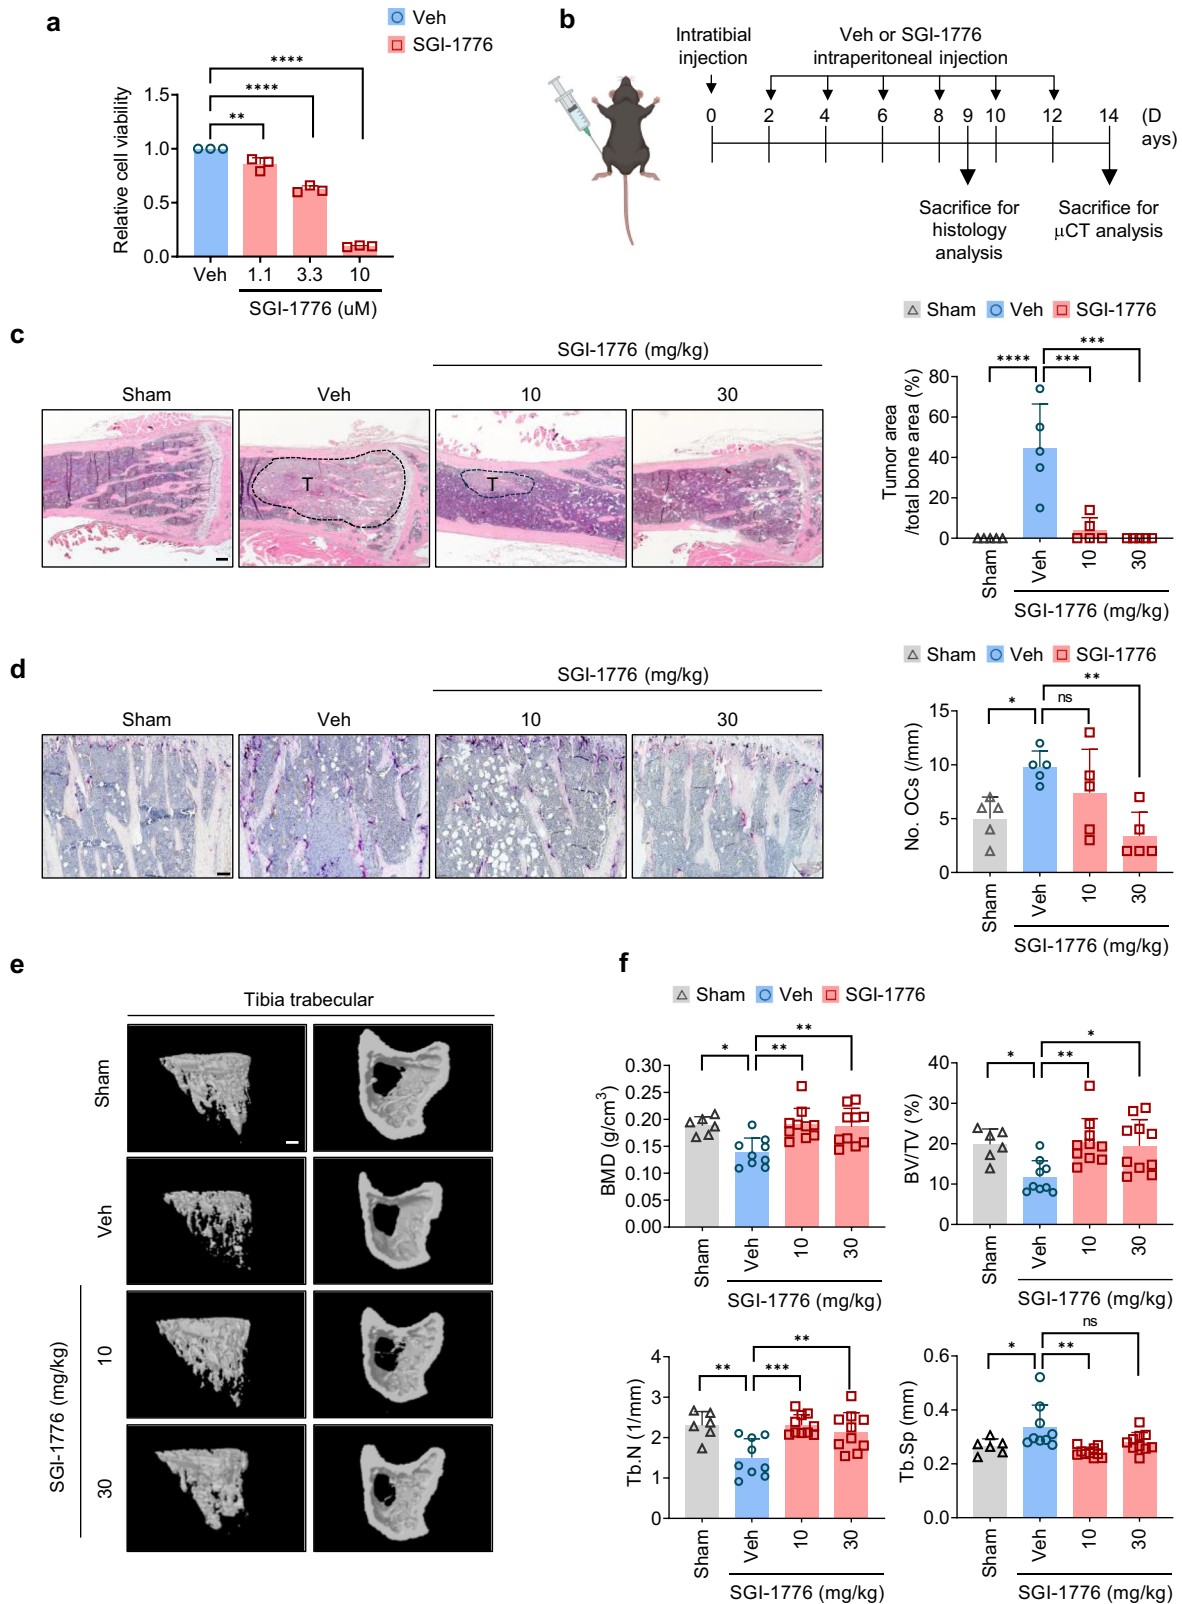 a
Veh
SGI-1776
****
****
**
Relative cell viability
1.5
1.0
0.5
0.0
Veh 1.1 3.3 10
SGI-1776 (uM)
b
Intratibial
injection
Veh or SGI-1776
intraperitoneal injection
0 2 4 6 8 9 10 12 14
(D
ays)
Sacrifice for
histology
analysis
Sacrifice for
μCT analysis
c
SGI-1776 (mg/kg)
Sham Veh 10 30
T
T
Sham Veh SGI-1776
**** *** ***
Tumor area
/total bone area (%)
80
60
40
20
0
Sham Veh 10 30
SGI-1776 (mg/kg)
d
SGI-1776 (mg/kg)
Sham Veh 10 30
Sham Veh SGI-1776
**
* ns
No. OCs (/mm)
15
10
5
0
Sham Veh 10 30
SGI-1776 (mg/kg)
e
Tibia trabecular
Sham
Veh
10
30
SGI-1776 (mg/kg)
f
Sham Veh SGI-1776
**
* **
BMD (g/cm³)
0.30
0.25
0.20
0.15
0.10
0.05
0.00
Sham Veh 10 30
SGI-1776 (mg/kg)
*
* **
BV/TV (%)
40
30
20
10
0
Sham Veh 10 30
SGI-1776 (mg/kg)
**
** ***
Tb.N (1/mm)
4
3
2
1
0
Sham Veh 10 30
SGI-1776 (mg/kg)
ns
* **
Tb.Sp (mm)
0.6
0.4
0.2
0.0
Sham Veh 10 30
SGI-1776 (mg/kg)